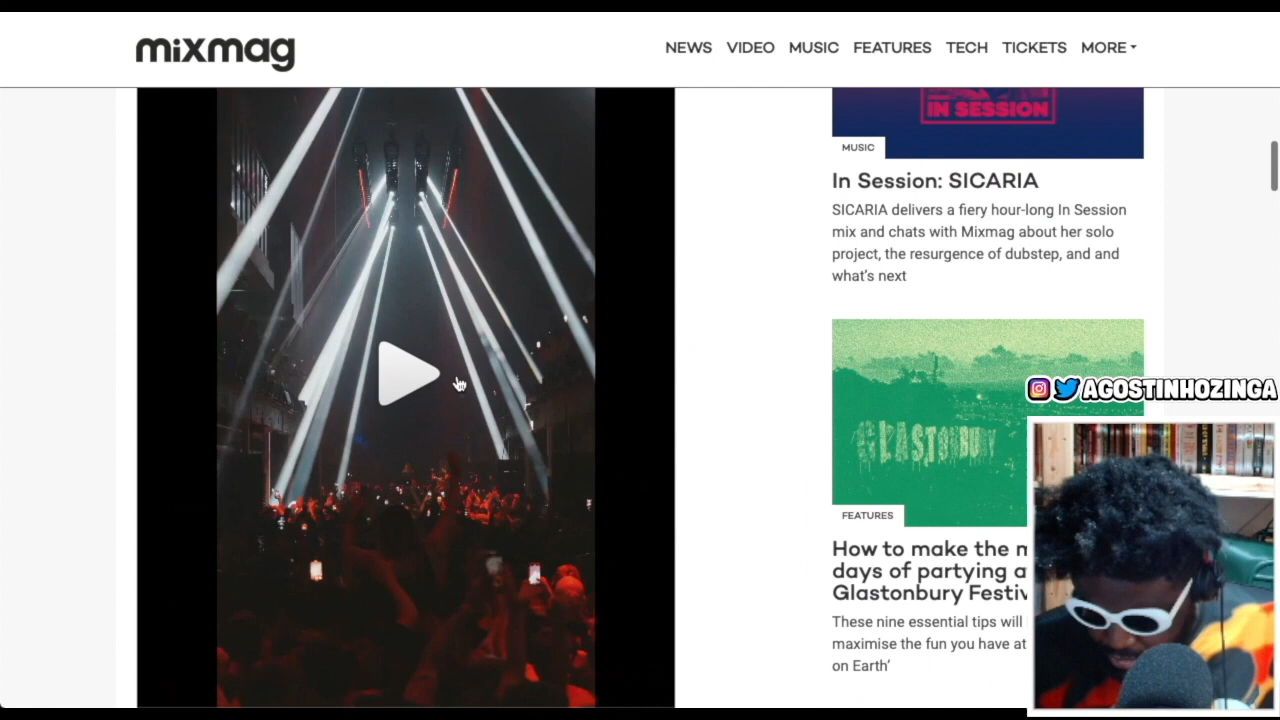 mixmag
NEWS VIDEO MUSIC FEATURES TECH TICKETS MORE
IN SESSION
MUSIC
In Session: SICARIA
SICARIA delivers a fiery hour-long In Session
mix and chats with Mixmag about her solo
project, the resurgence of dubstep, and and
what's next
GLASTONBURY
FEATURES
How to make the
days of partying
Glastonbury
These nine essential tips will
maximise the fun you have at
on Earth'
AGOSTINHOZINGA